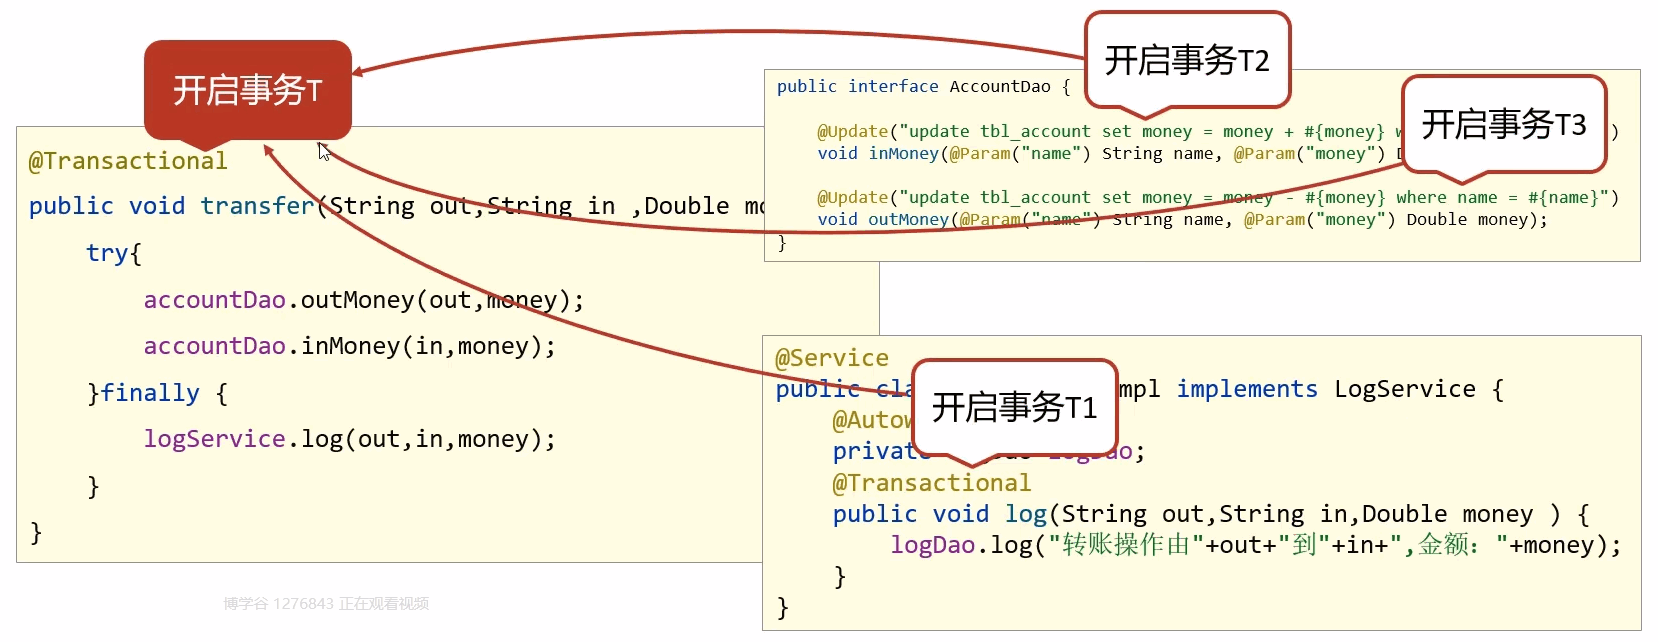 开启事务T
@Transactional
public void transfer(String out,String in ,Double mo
try{
accountDao.outMoney(out,money);
accountDao.inMoney(in,money);
}finally {
logService.log(out,in,money);
}
}
开启事务T2
开启事务T3
public interface AccountDao {
@Update("update tbl_account set money = money + #{money} w )
void inMoney(@Param("name") String name, @Param("money") D
@Update("update tbl_account set money = money - #{money} where name = #{name}")
void outMoney(@Param("name") String name, @Param("money") Double money);
}
@Service
public cla mpl implements LogService {
开启事务T1
@Autow
private logDao;
@Transactional
public void log(String out,String in,Double money ) {
logDao.log("转账操作由"+out+"到"+in+",金额："+money);
}
}
博学谷 1276843 正在观看视频